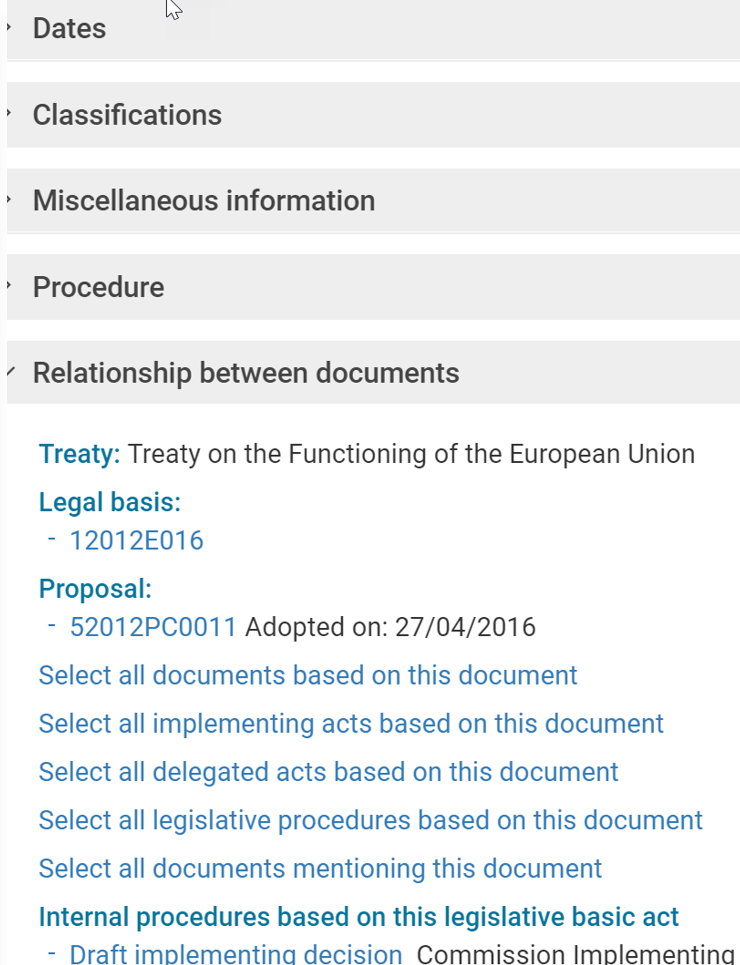 Dates
Classifications
Miscellaneous information
Procedure
Relationship between documents
Treaty: Treaty on the Functioning of the European Union
Legal basis:
- 12012E016
Proposal:
- 52012PC0011 Adopted on: 27/04/2016
Select all documents based on this document
Select all implementing acts based on this document
Select all delegated acts based on this document
Select all legislative procedures based on this document
Select all documents mentioning this document
Internal procedures based on this legislative basic act
- Draft implementing decision Commission Implementing